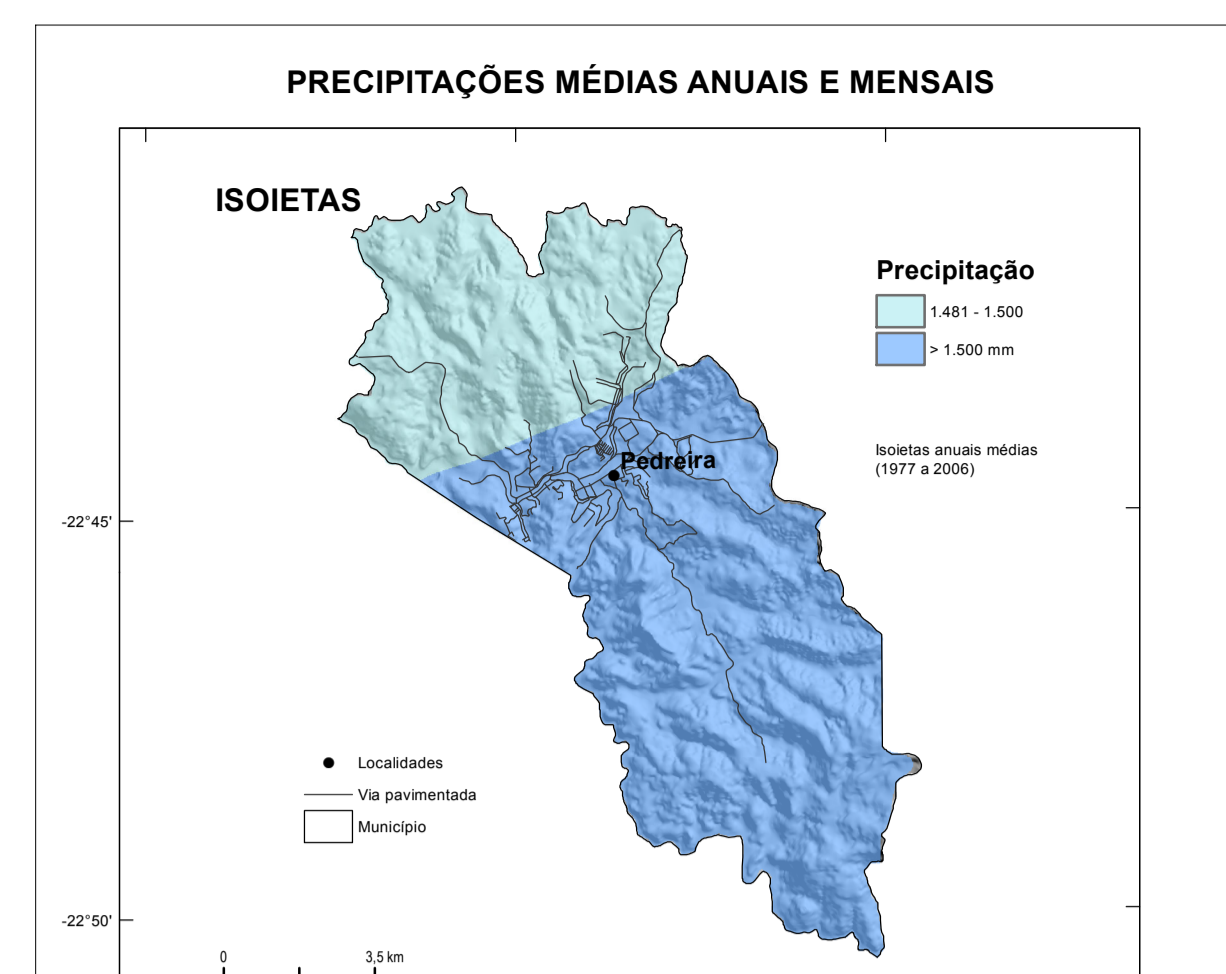 PRECIPITAÇÕES MÉDIAS ANUAIS E MENSAIS
ISOIETAS
Precipitação
1.481 - 1.500
> 1.500 mm
Isoietas anuais médias
(1977 a 2006)
Pedreira
-22°45'
Localidades
Via pavimentada
Município
-22°50'
0
3,5 km